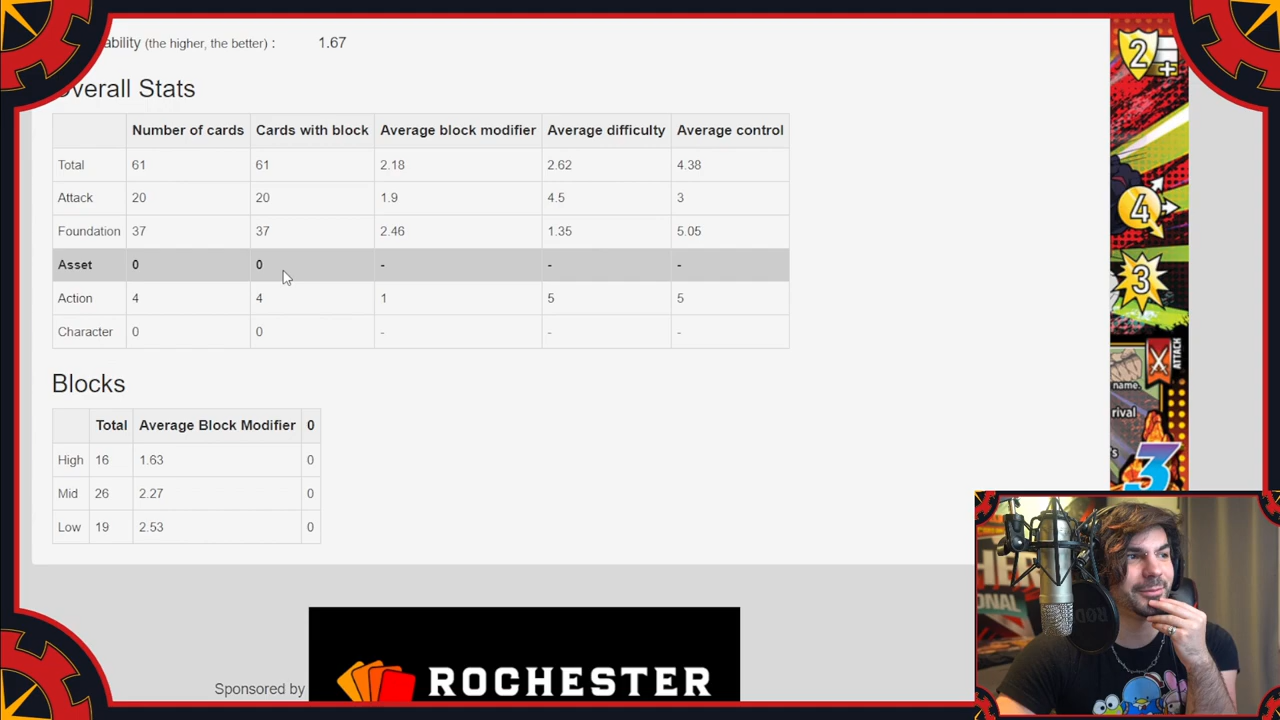 ability (the higher, the better) : 1.67
Overall Stats
Number of cards Cards with block Average block modifier Average difficulty Average control
Total 61 61 2.18 2.62 4.38
Attack 20 20 1.9 4.5 3
Foundation 37 37 2.46 1.35 5.05
Asset 0 0 - - -
Action 4 4 1 5 5
Character 0 0 - - -
Blocks
Total Average Block Modifier 0
High 16 1.63 0
Mid 26 2.27 0
Low 19 2.53 0
Sponsored by
ROCHESTER
2
+
4
3
ATTACK
name.
rival
3
ONAL